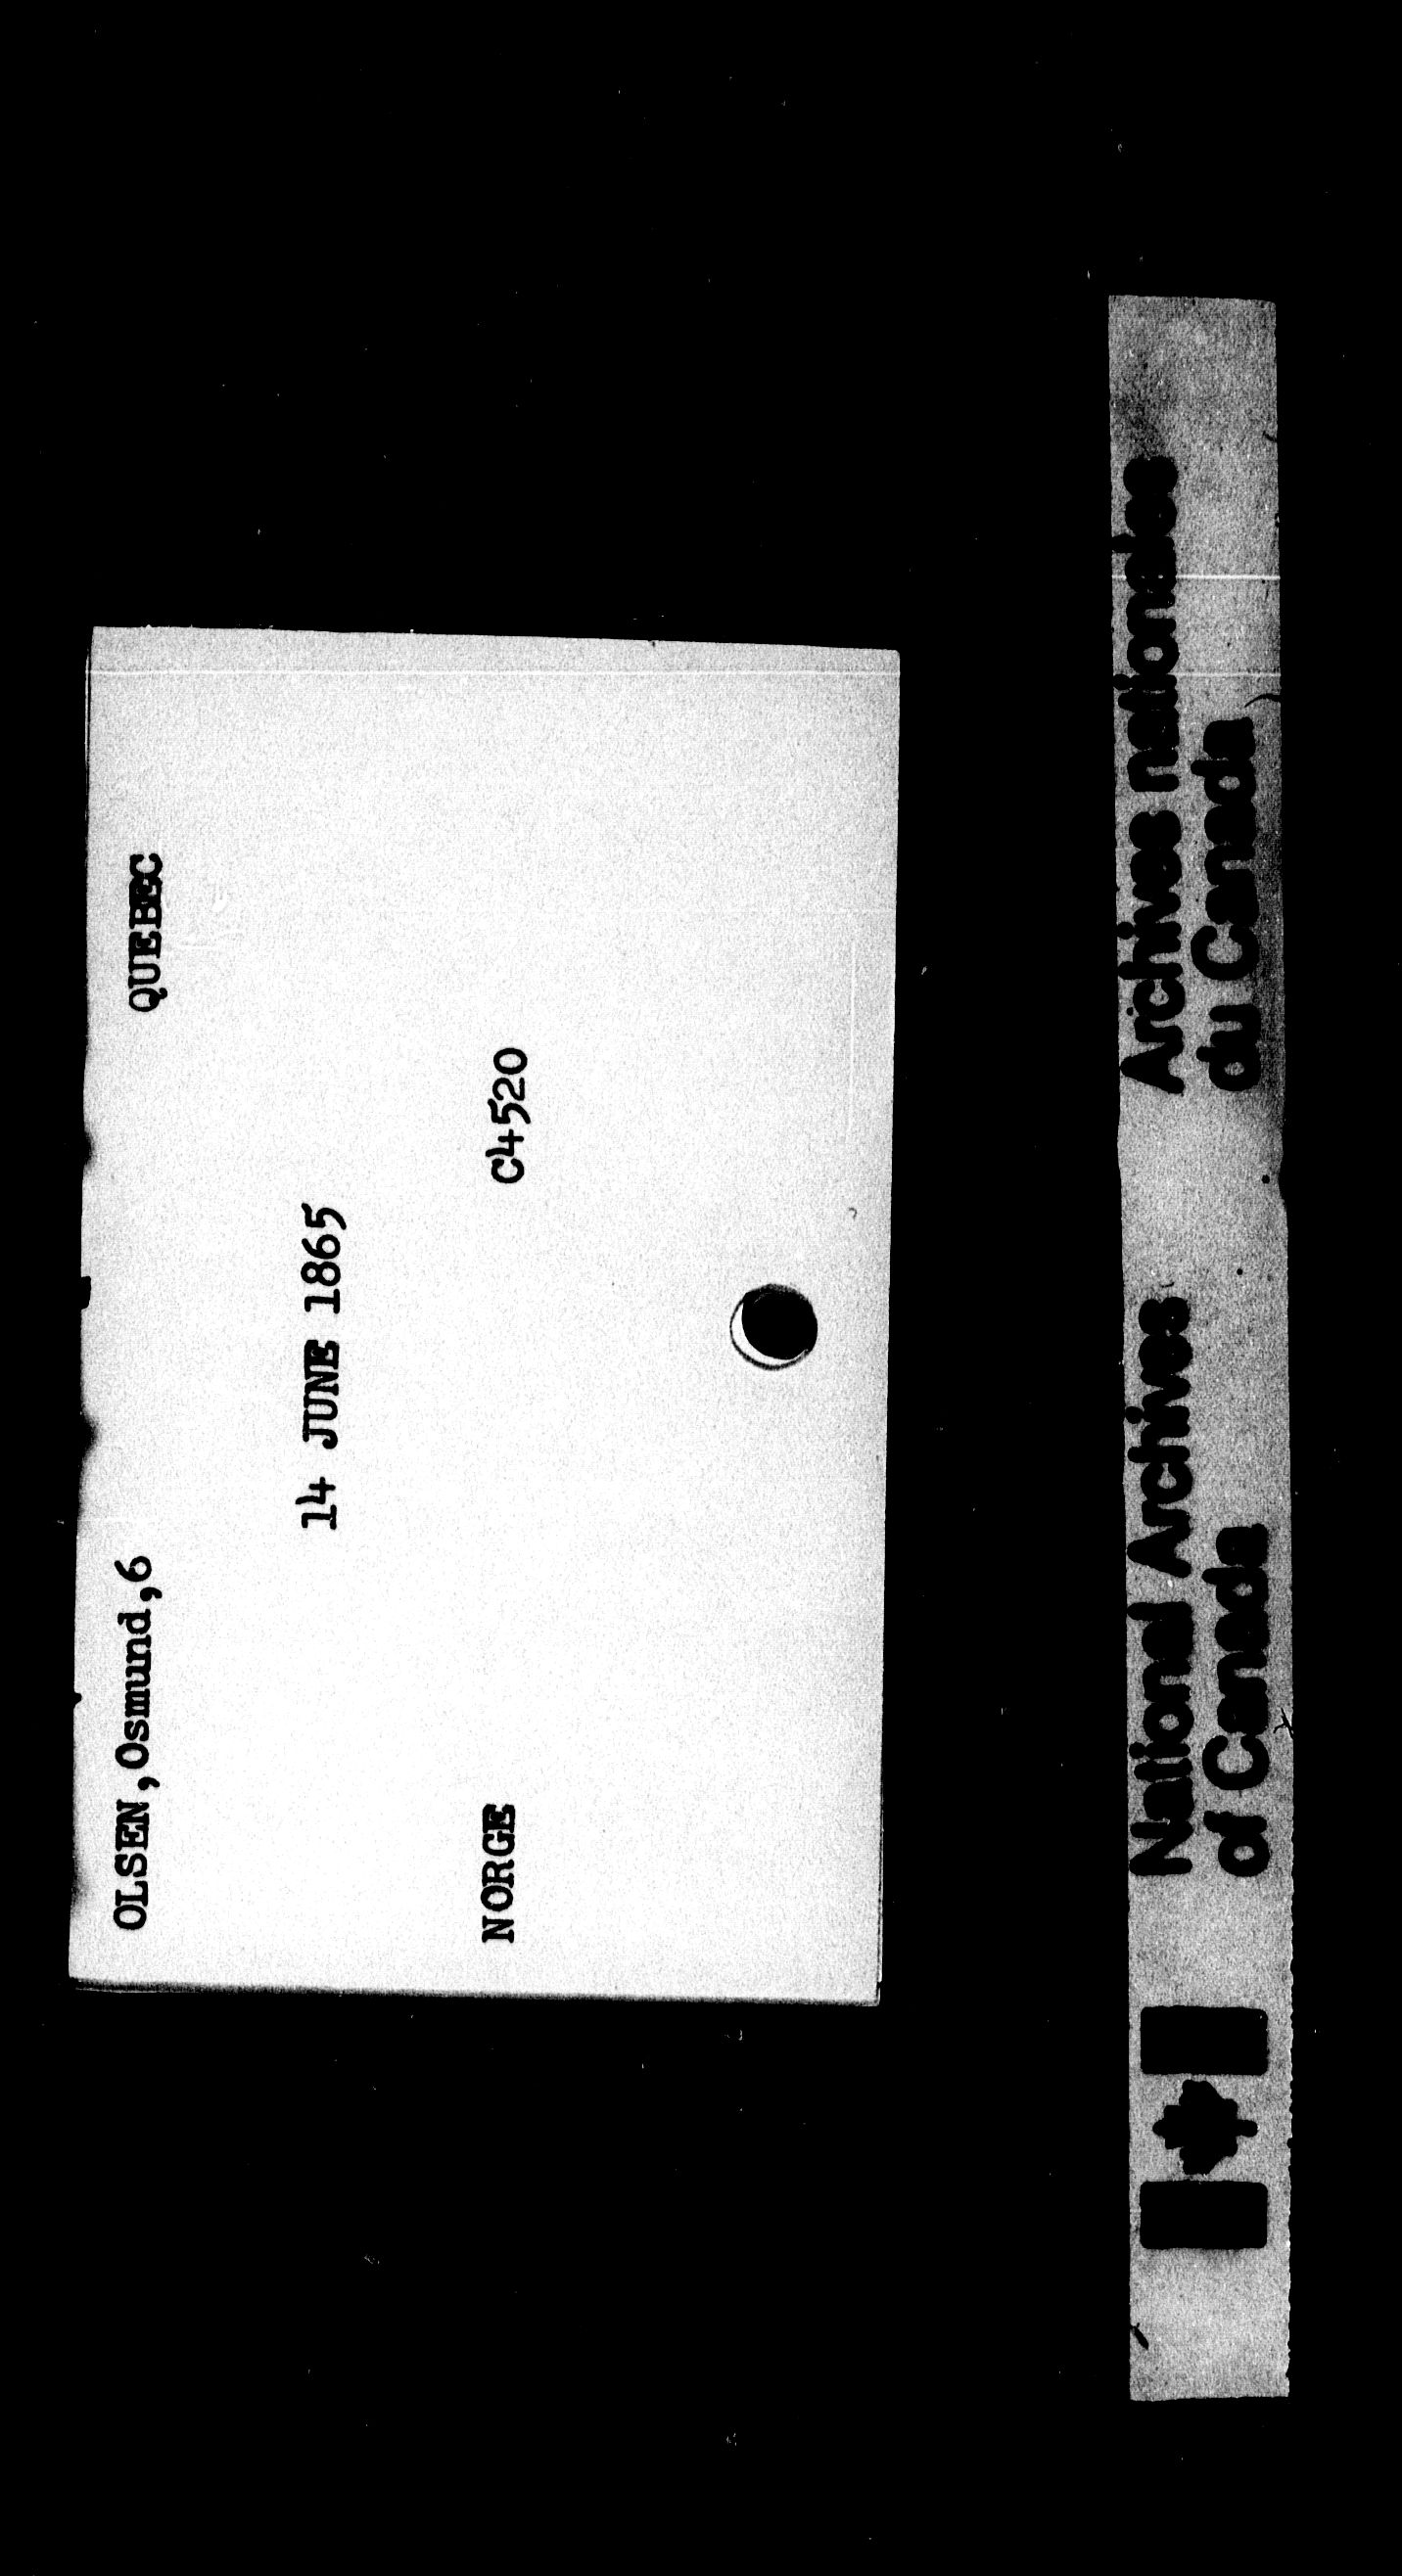 OLSEN,Osmund,6 QUEBEC
14 JUNE 1865
NORGE C4520
National Archives
of Canada
Archives nationales
du Canada